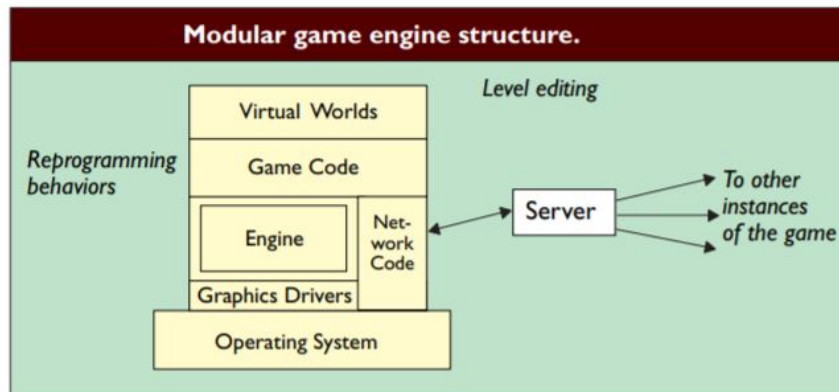 Modular game engine structure.
Level editing
Virtual Worlds
Reprogramming
behaviors
Game Code
Engine
Net-
work
Code
Graphics Drivers
Operating System
Server
To other
instances
of the game